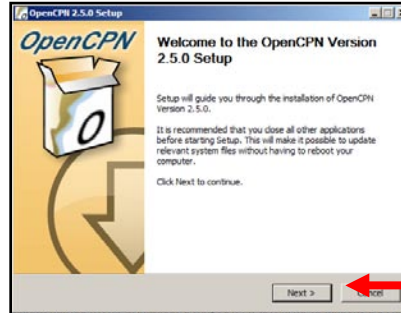 OpenCPN 2.5.0 Setup
OpenCPN
Welcome to the OpenCPN Version
2.5.0 Setup
Setup will guide you through the installation of OpenCPN
Version 2.5.0.
It is recommended that you close all other applications
before starting Setup. This will make it possible to update
relevant system files without having to reboot your
computer.
Click Next to continue.
Next >
Cancel